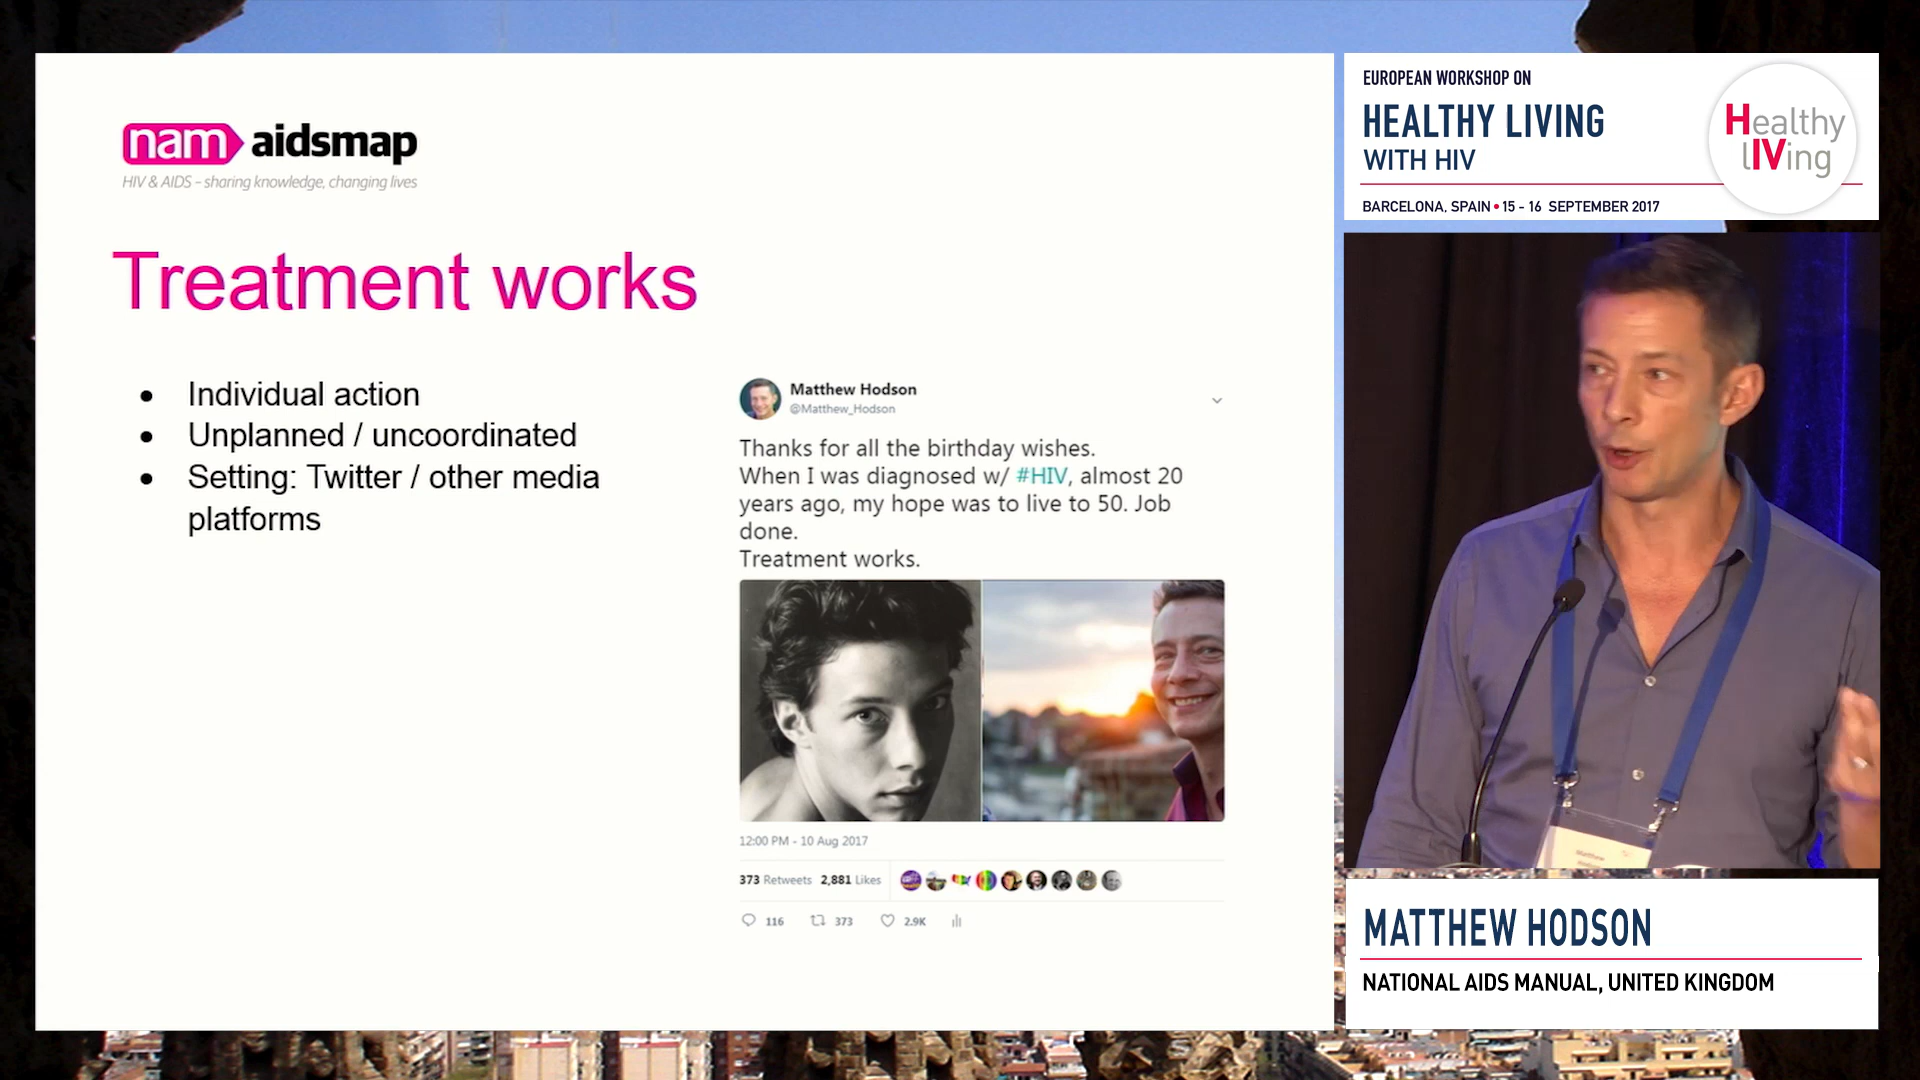 nam aidsmap
HIV & AIDS – sharing knowledge, changing lives
Treatment works
• Individual action
• Unplanned / uncoordinated
• Setting: Twitter / other media
platforms
Matthew Hodson
@Matthew_Hodson
Thanks for all the birthday wishes.
When I was diagnosed w/ #HIV, almost 20
years ago, my hope was to live to 50. Job
done.
Treatment works.
12:00 PM - 10 Aug 2017
373 Retweets 2,881 Likes
116 373 2.9K
EUROPEAN WORKSHOP ON
HEALTHY LIVING
WITH HIV
BARCELONA, SPAIN • 15 - 16 SEPTEMBER 2017
Healthy
lIVing
Matthew
MATTHEW HODSON
NATIONAL AIDS MANUAL, UNITED KINGDOM